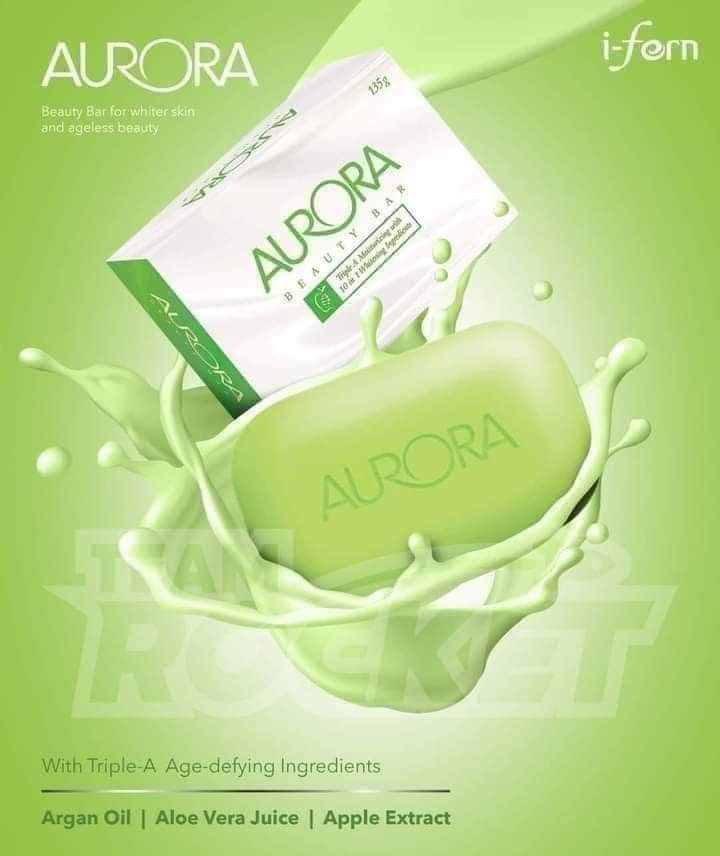 AURORA
i-fern
Beauty Bar for whiter skin
and ageless beauty
135g
AURORA
AURORA
BEAUTY BAR
Triple A Moisturizing with
10 in 1 Whitening Ingredients
AURORA
AURORA
TEAM
ROCKET
With Triple-A Age-defying Ingredients
Argan Oil | Aloe Vera Juice | Apple Extract